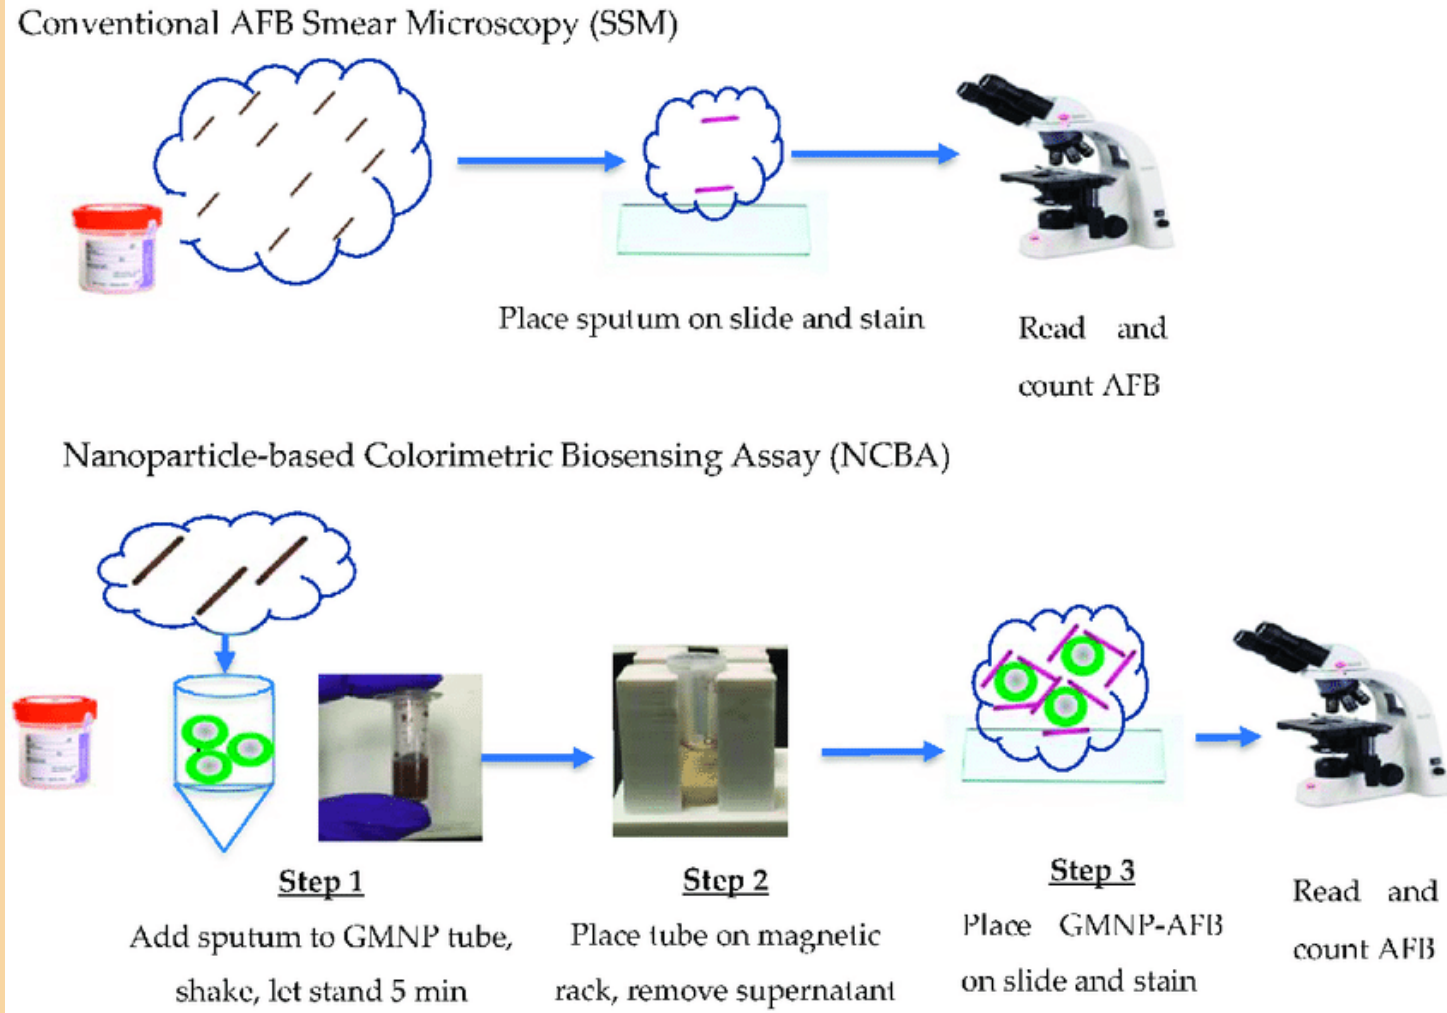 Conventional AFB Smear Microscopy (SSM)
Place sputum on slide and stain
Read and
count AFB
Nanoparticle-based Colorimetric Biosensing Assay (NCBA)
Step 1
Add sputum to GMNP tube,
shake, let stand 5 min
Step 2
Place tube on magnetic
rack, remove supernatant
Step 3
Place GMNP-AFB
on slide and stain
Read and
count AFB